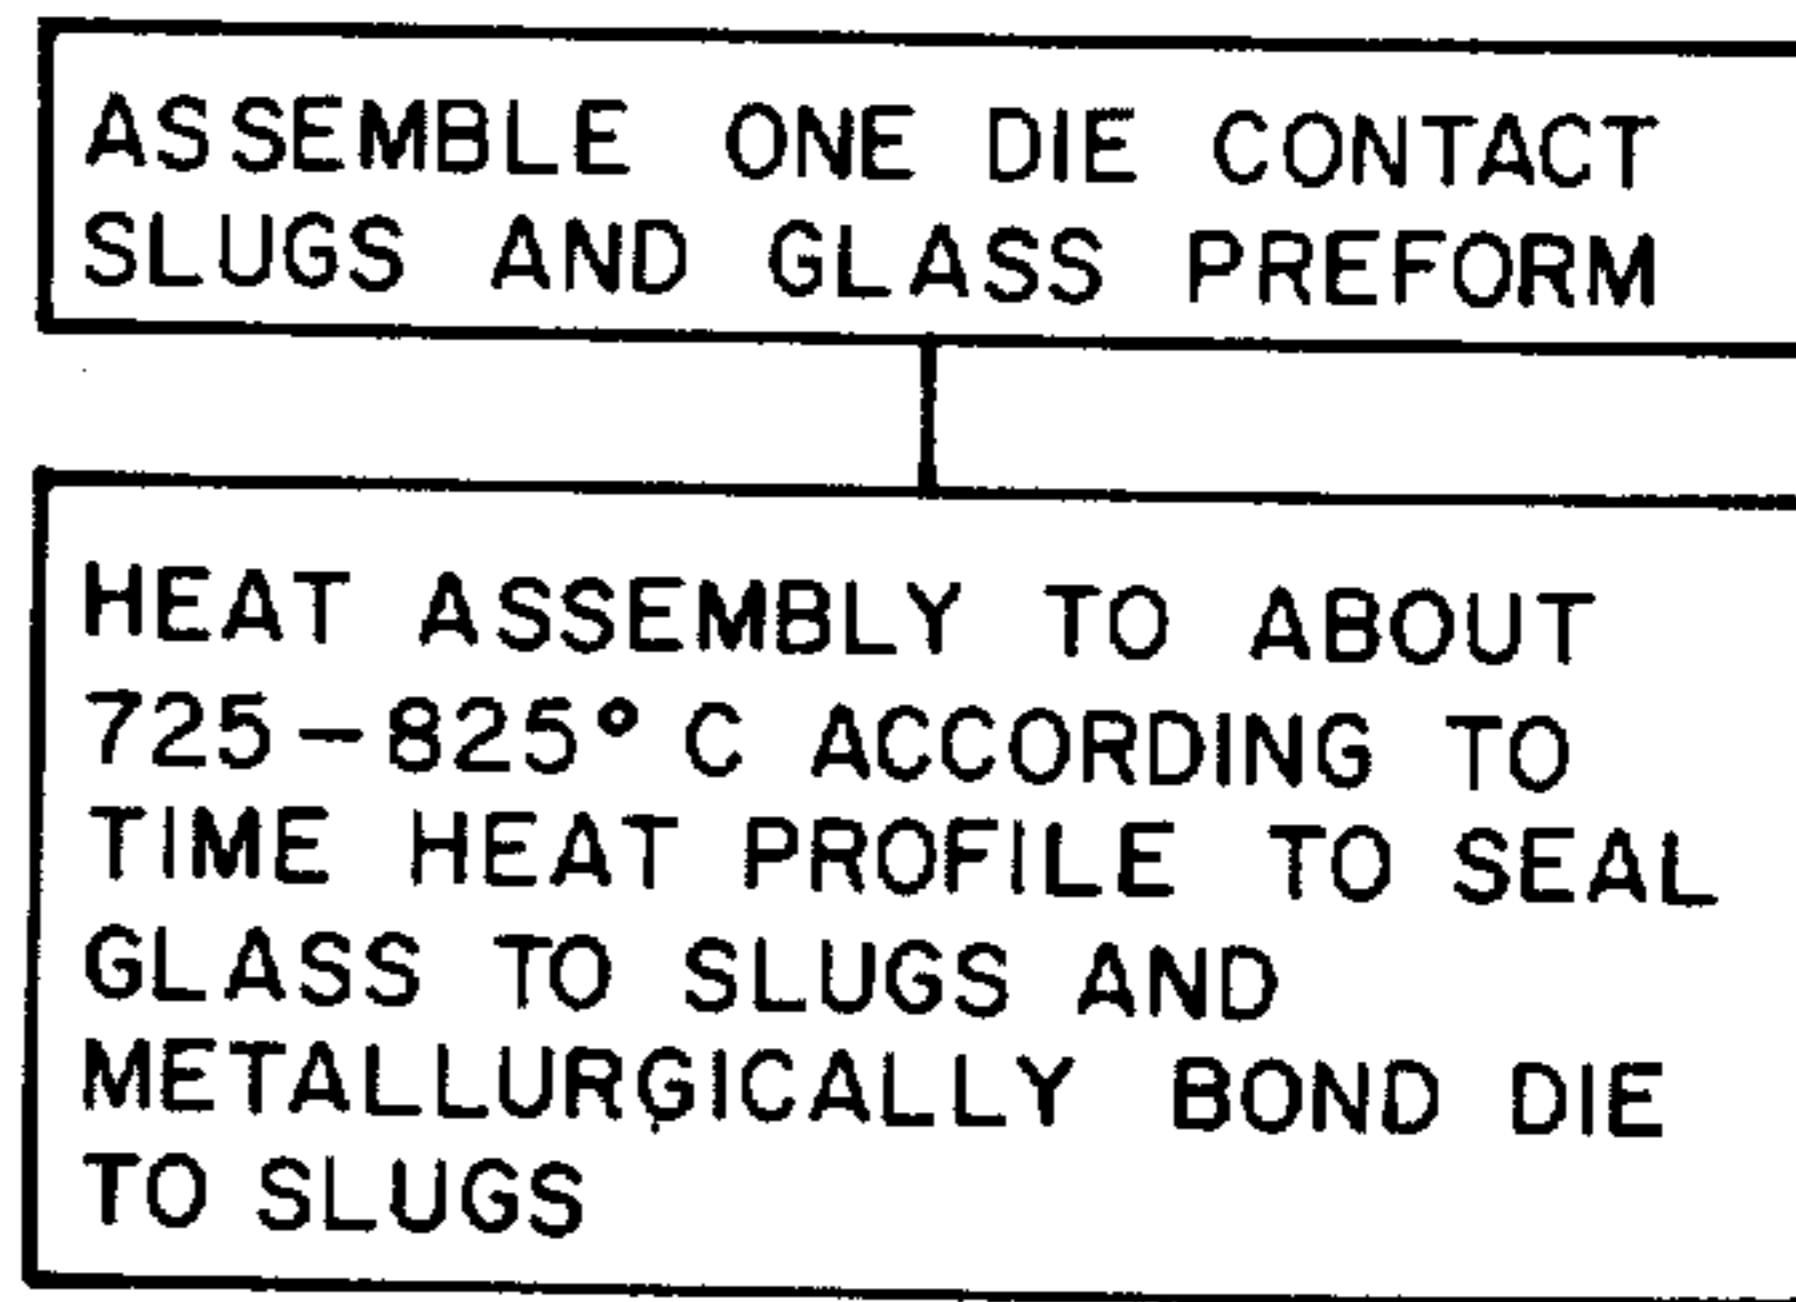 ASSEMBLE ONE DIE CONTACT
SLUGS AND GLASS PREFORM
HEAT ASSEMBLY TO ABOUT
725-825° C ACCORDING TO
TIME HEAT PROFILE TO SEAL
GLASS TO SLUGS AND
METALLURGICALLY BOND DIE
TO SLUGS